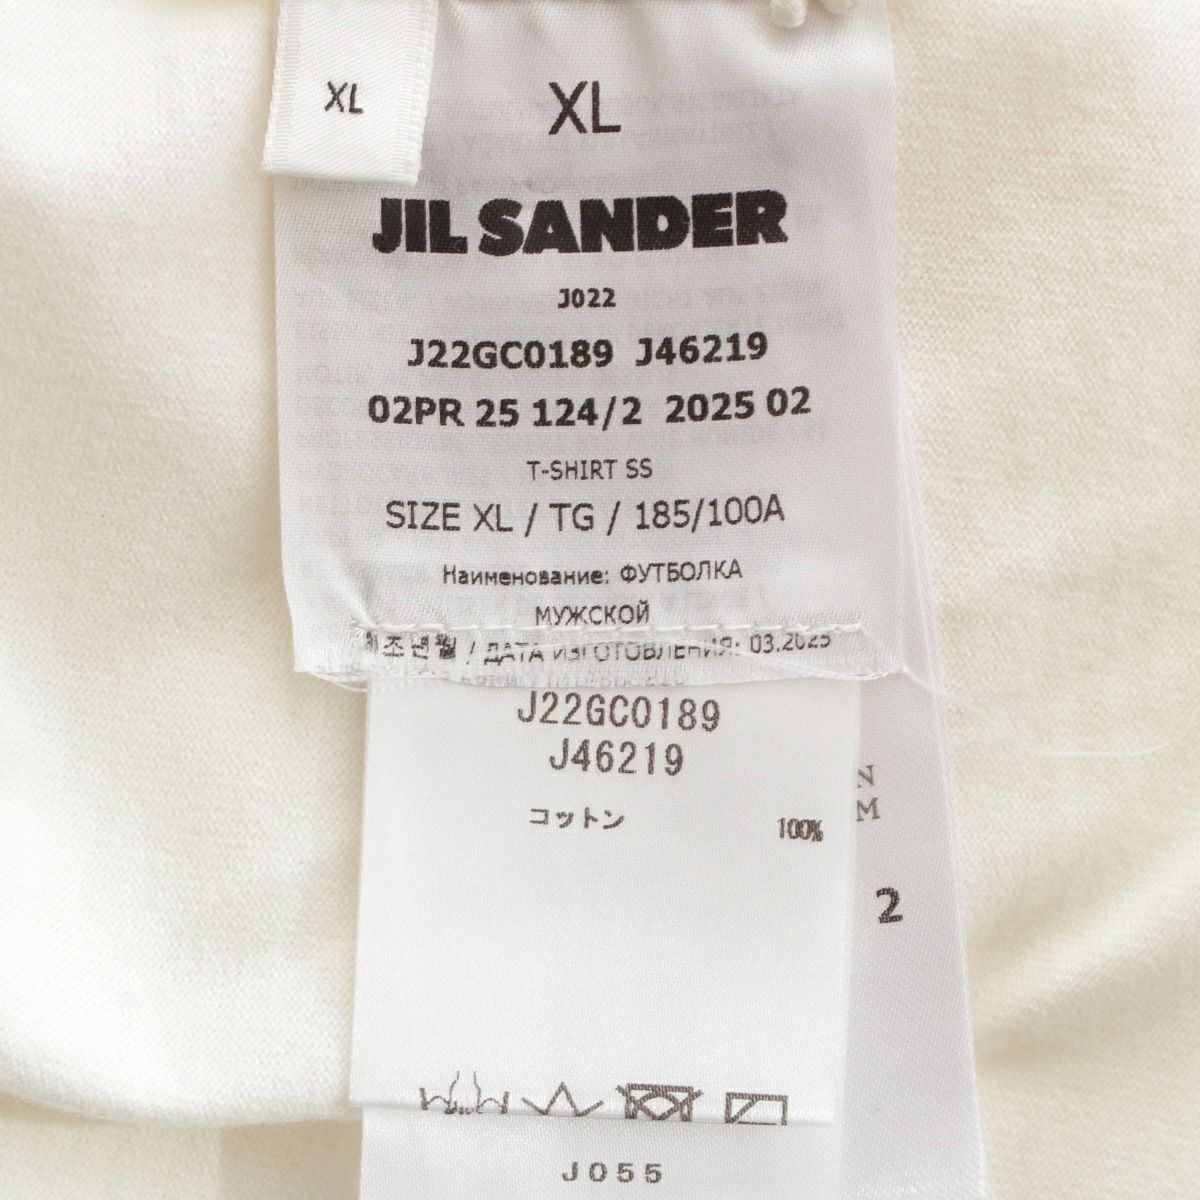 XL
XL
JIL SANDER
J022
J22GC0189 J46219
02PR 25 124/2 2025 02
T-SHIRT SS
SIZE XL / TG / 185/100A
Наименование: ФУТБОЛКА
МУЖСКОЙ
제조년월 / ДАТА ИЗГОТОВЛЕНИЯ: 03.2025
J22GC0189
J46219
コットン 100%
N
M
2
J055